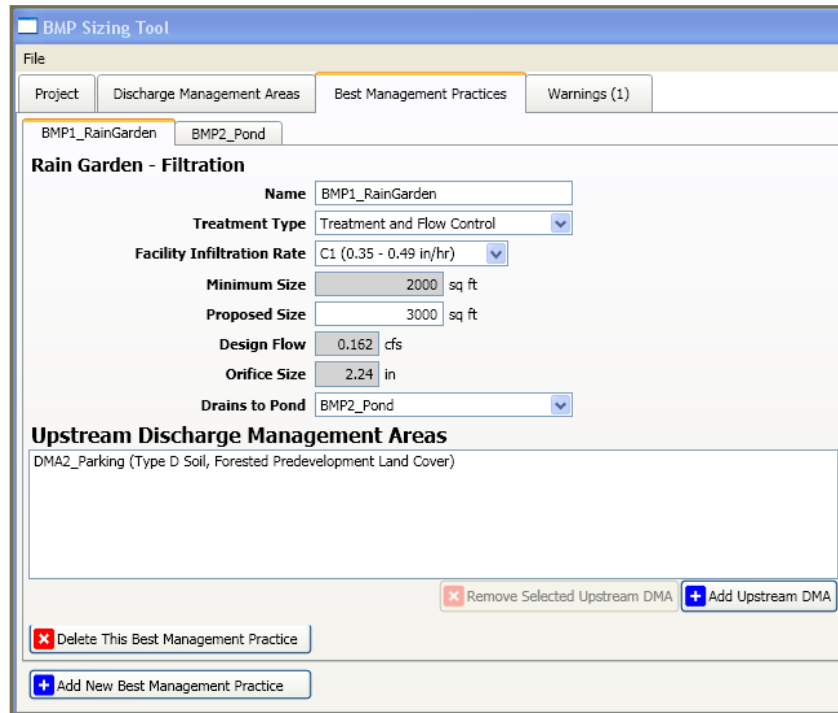 BMP Sizing Tool
File
Project Discharge Management Areas Best Management Practices Warnings (1)
BMP1_RainGarden BMP2_Pond
Rain Garden - Filtration
Name BMP1_RainGarden
Treatment Type Treatment and Flow Control
Facility Infiltration Rate C1 (0.35 - 0.49 in/hr)
Minimum Size 2000 sq ft
Proposed Size 3000 sq ft
Design Flow 0.162 cfs
Orifice Size 2.24 in
Drains to Pond BMP2_Pond
Upstream Discharge Management Areas
DMA2_Parking (Type D Soil, Forested Predevelopment Land Cover)
Remove Selected Upstream DMA Add Upstream DMA
Delete This Best Management Practice
Add New Best Management Practice